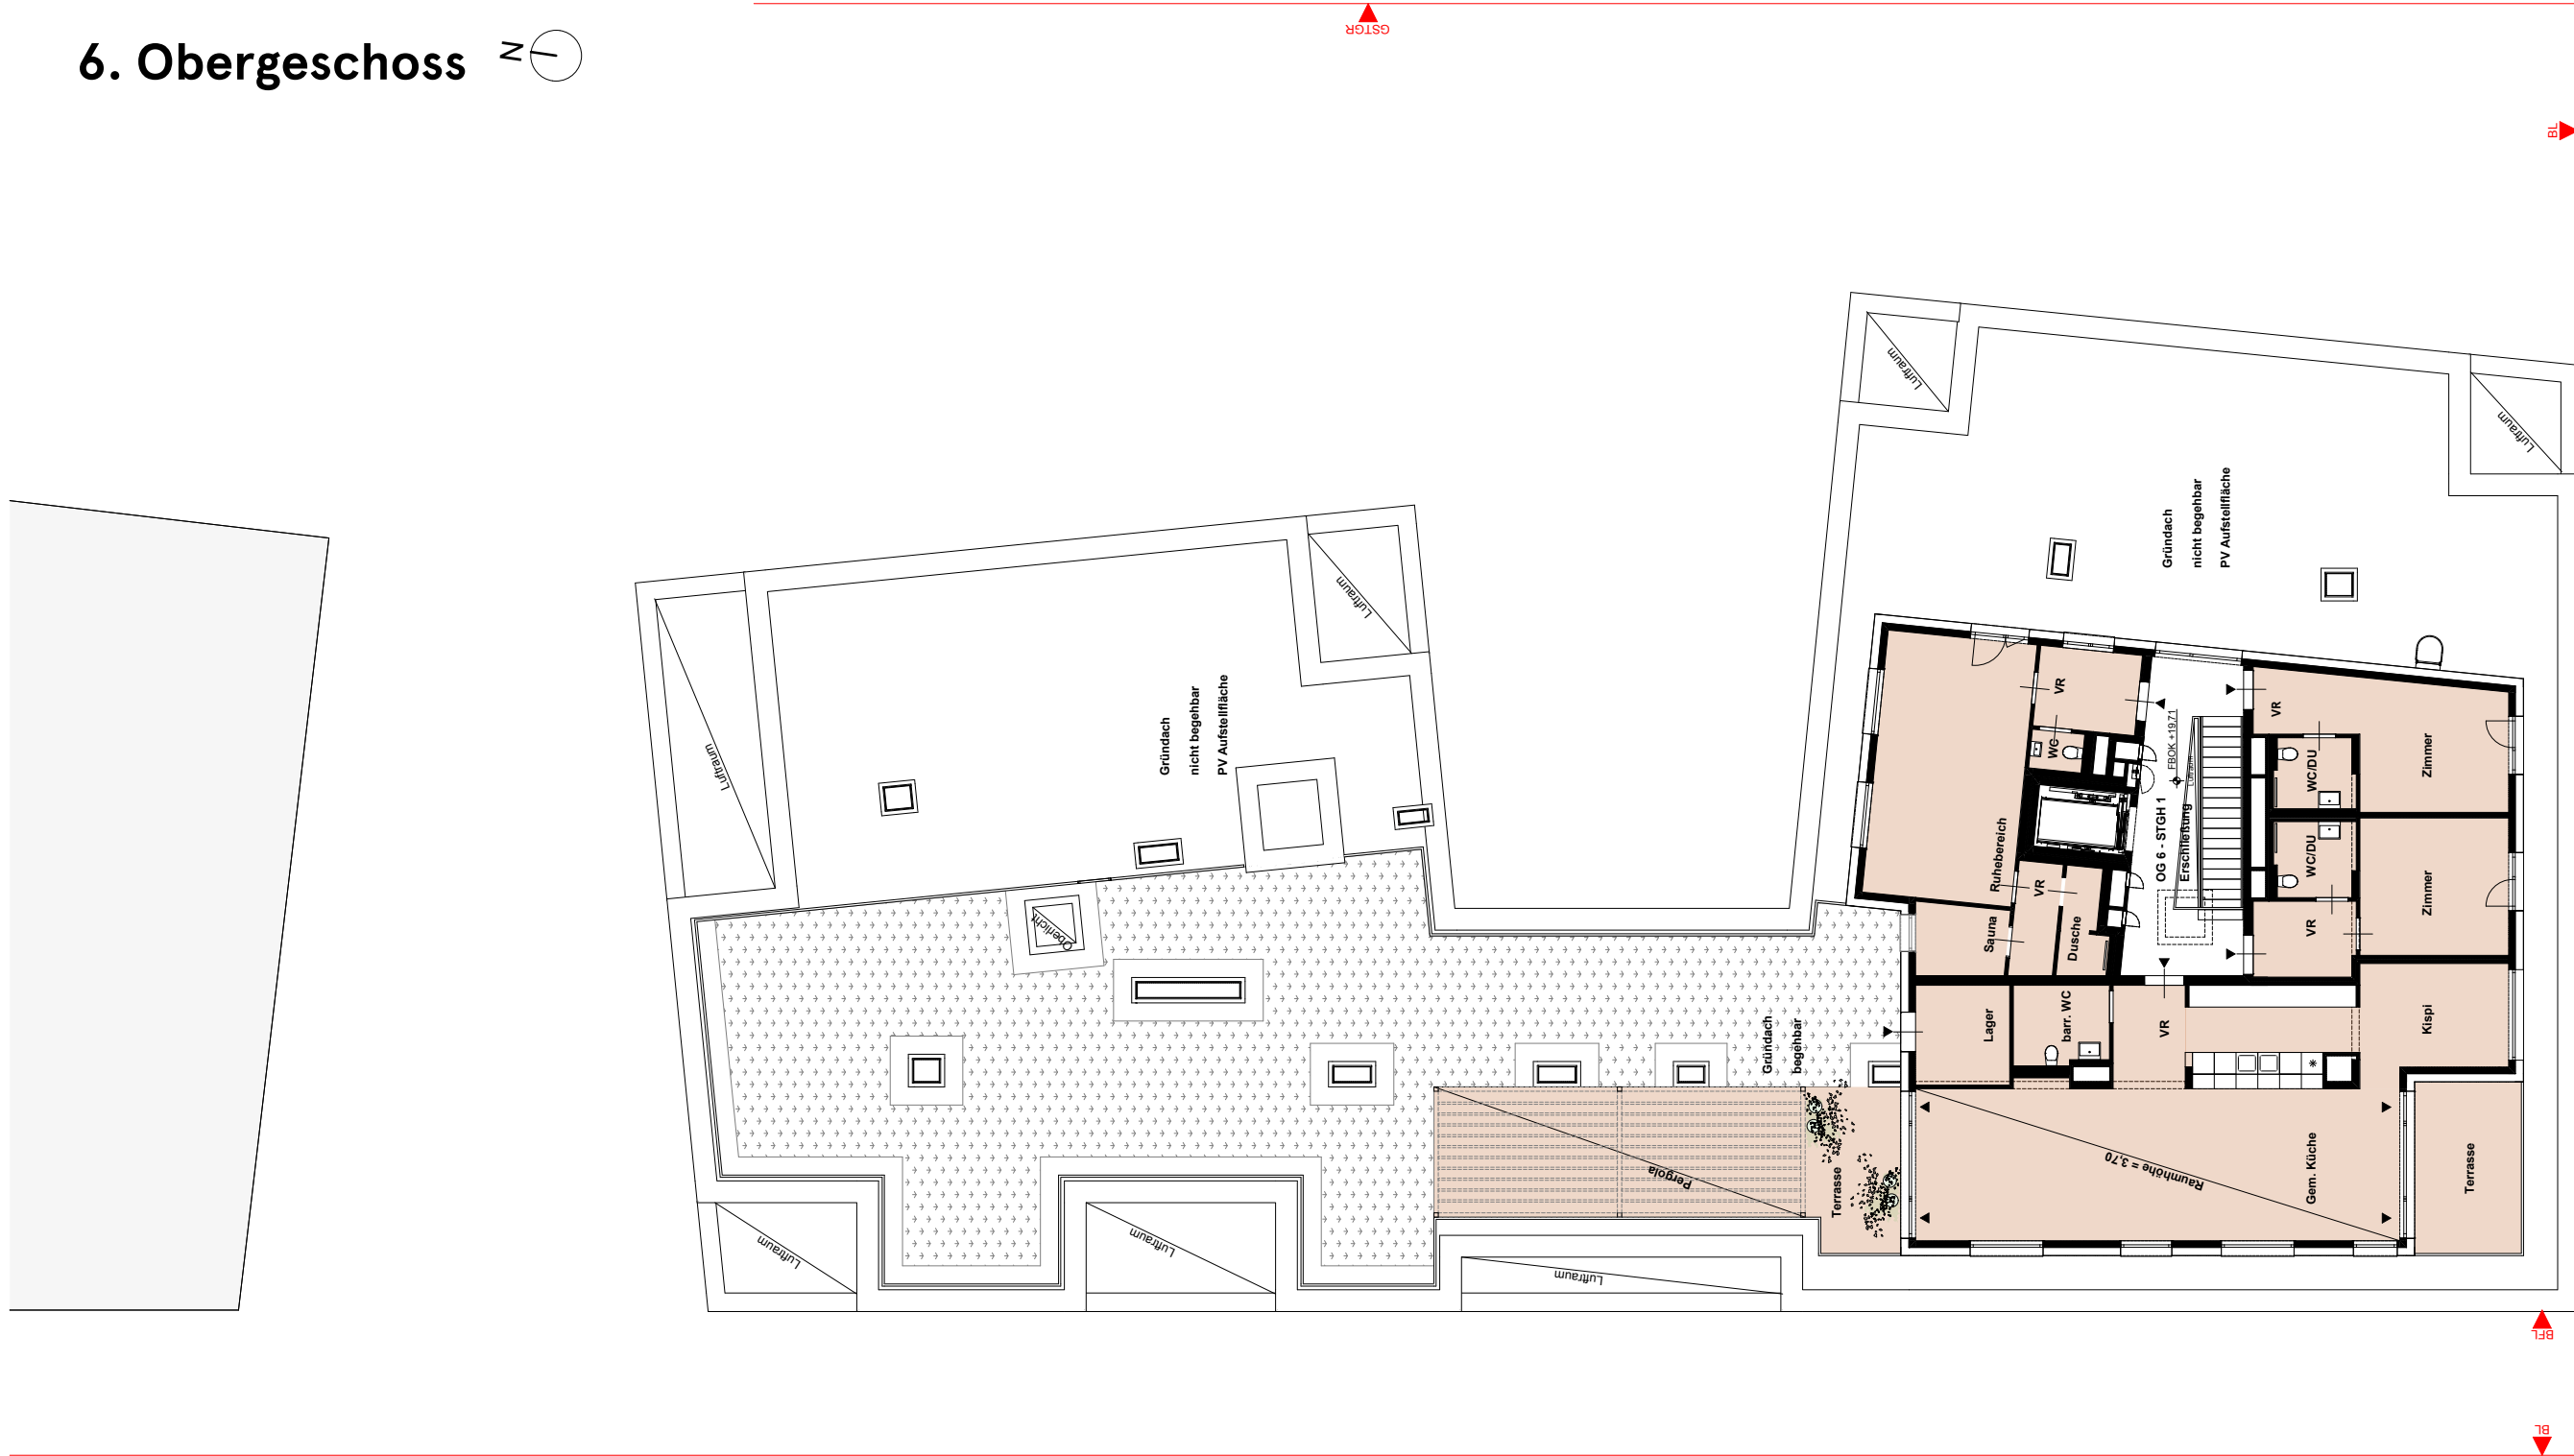 6. Obergeschoss
N
GSTGR
BL
Luftraum
Luftraum
Gründach
nicht begehbar
PV Aufstellfläche
Luftraum
Luftraum
Gründach
nicht begehbar
PV Aufstellfläche
Oberlicht
Gründach
begehbar
Pergola
Terrasse
Luftraum
Luftraum
Luftraum
Ruhebereich
VR
WC
VR
Sauna
Dusche
OG 6 - STGH 1
Erschließung
FBOK +19,71
VR
WC/DU
Zimmer
WC/DU
Zimmer
VR
Lager
barr. WC
VR
Kispi
Raumhöhe = 3,70
Gem. Küche
Terrasse
BFL
BL